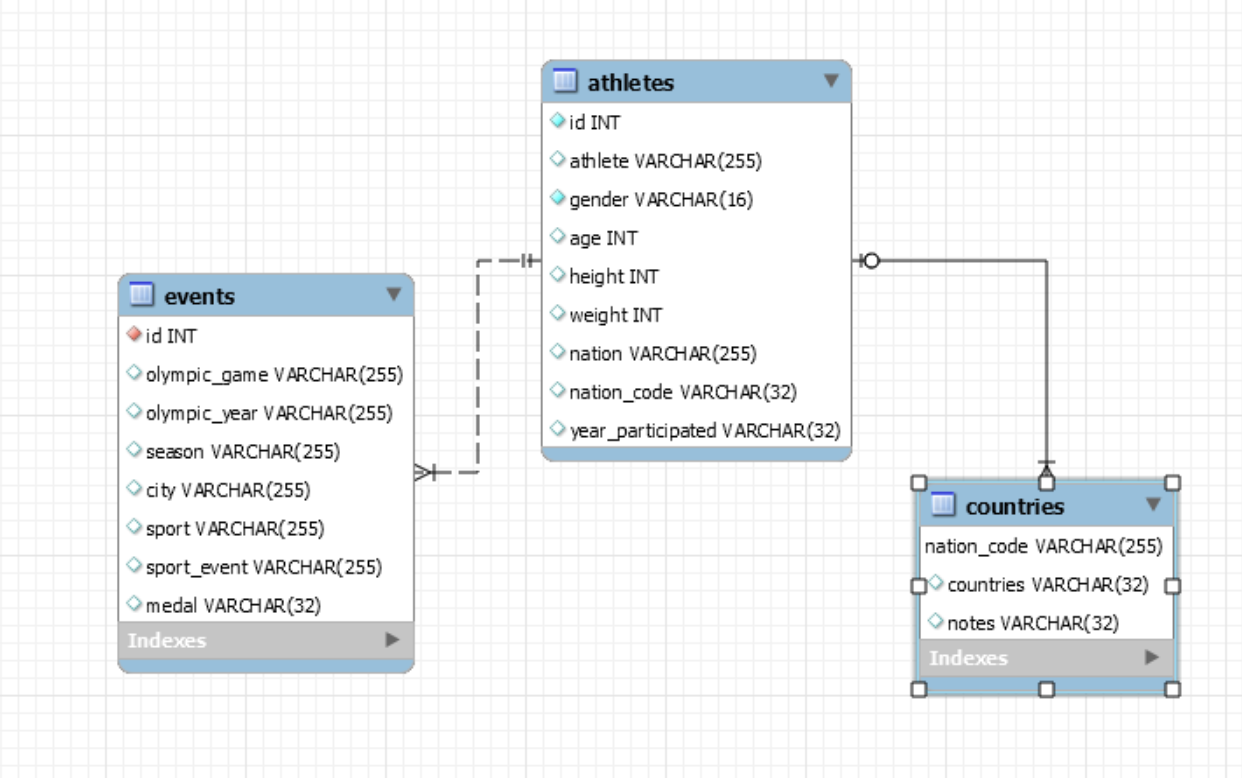 athletes
id INT
athlete VARCHAR(255)
gender VARCHAR(16)
age INT
height INT
weight INT
nation VARCHAR(255)
nation_code VARCHAR(32)
year_participated VARCHAR(32)
events
id INT
olympic_game VARCHAR(255)
olympic_year VARCHAR(255)
season VARCHAR(255)
city VARCHAR(255)
sport VARCHAR(255)
sport_event VARCHAR(255)
medal VARCHAR(32)
Indexes
countries
nation_code VARCHAR(255)
countries VARCHAR(32)
notes VARCHAR(32)
Indexes